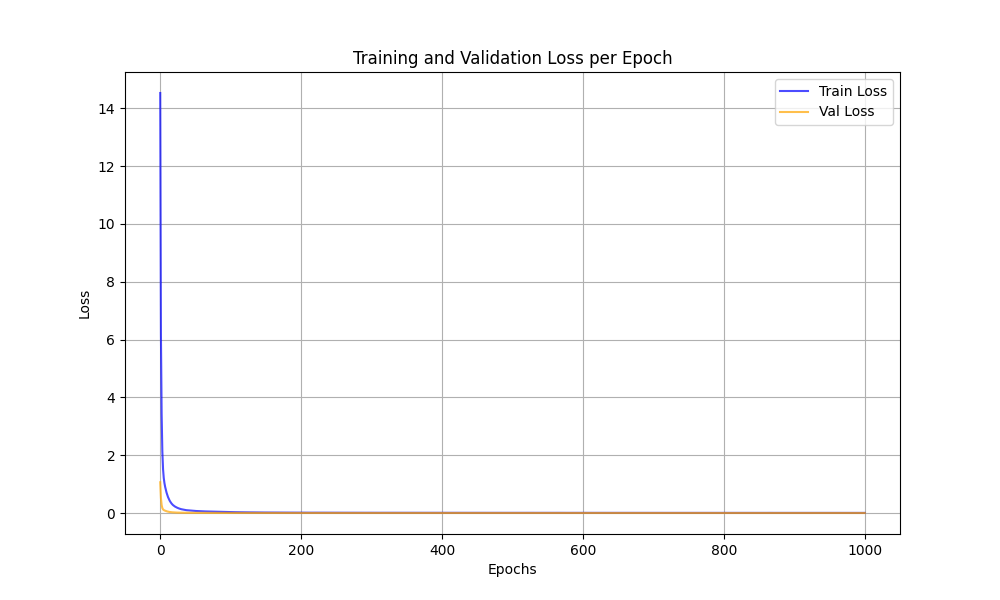 Training and Validation Loss per Epoch
Train Loss
Val Loss
14
12
10
8
6
4
2
0
Loss
0 200 400 600 800 1000
Epochs